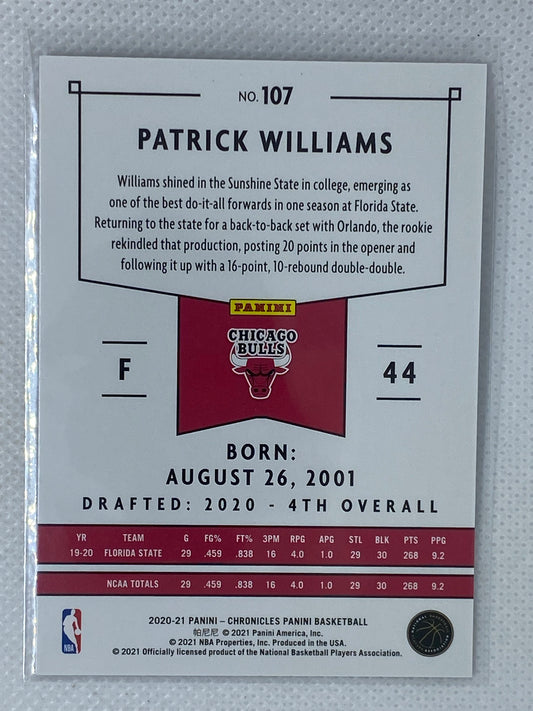 NO. 107
PATRICK WILLIAMS
Williams shined in the Sunshine State in college, emerging as
one of the best do-it-all forwards in one season at Florida State.
Returning to the state for a back-to-back set with Orlando, the rookie
rekindled that production, posting 20 points in the opener and
following it up with a 16-point, 10-rebound double-double.
PANINI
CHICAGO
BULLS
F
44
BORN:
AUGUST 26, 2001
DRAFTED: 2020 - 4TH OVERALL
YR TEAM G FG% FT% 3PM RPG APG STL BLK PTS PPG
19-20 FLORIDA STATE 29 .459 .838 16 4.0 1.0 29 30 268 9.2
NCAA TOTALS 29 .459 .838 16 4.0 1.0 29 30 268 9.2
2020-21 PANINI – CHRONICLES PANINI BASKETBALL
帕尼尼 © 2021 Panini America, Inc.
© 2021 NBA Properties, Inc. Produced in the USA.
© 2021 Officially licensed product of the National Basketball Players Association.
NBA